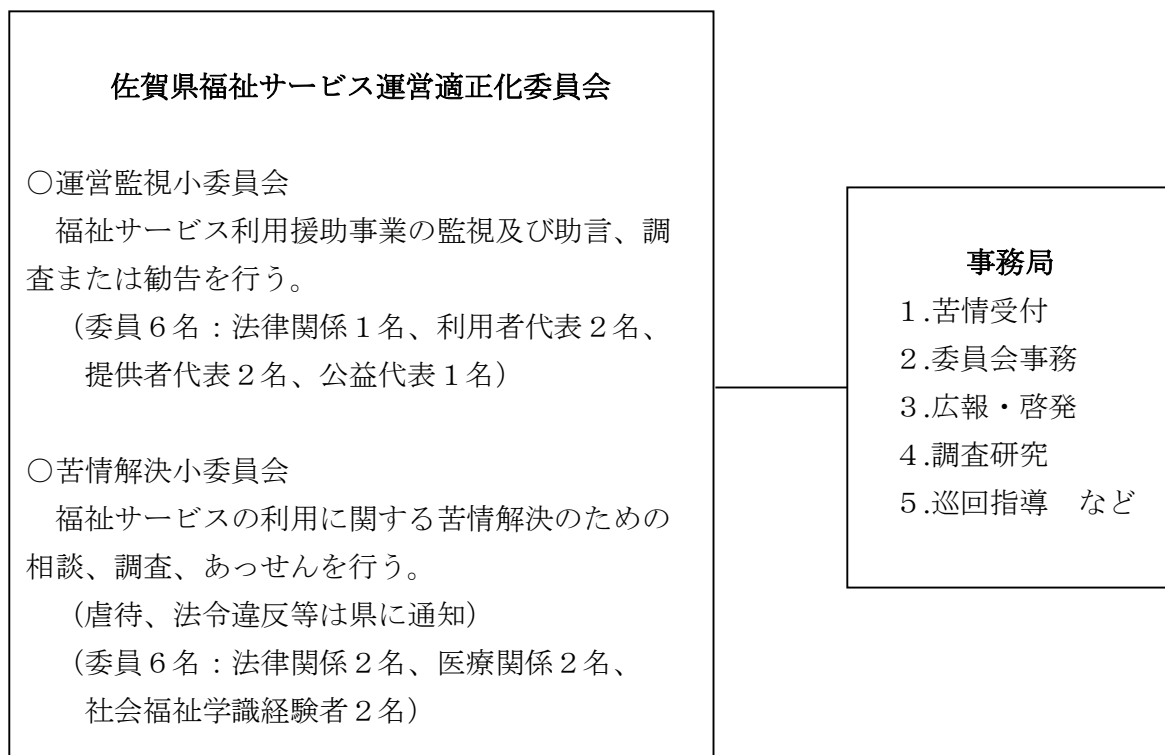 佐賀県福祉サービス運営適正化委員会
○運営監視小委員会
福祉サービス利用援助事業の監視及び助言、調
査または勧告を行う。
（委員６名：法律関係１名、利用者代表２名、
提供者代表２名、公益代表１名）
○苦情解決小委員会
福祉サービスの利用に関する苦情解決のための
相談、調査、あっせんを行う。
（虐待、法令違反等は県に通知）
（委員６名：法律関係２名、医療関係２名、
社会福祉学識経験者２名）
事務局
１.苦情受付
２.委員会事務
３.広報・啓発
４.調査研究
５.巡回指導　など